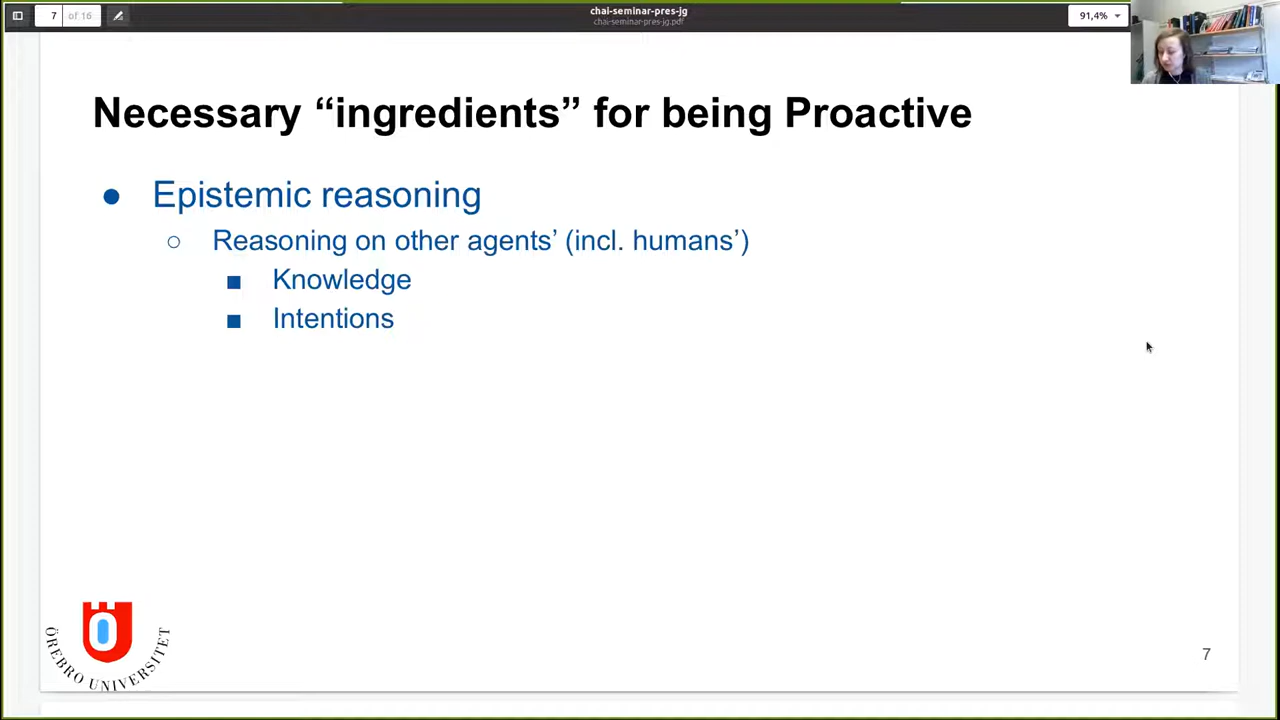 7 of 16
chai-seminar-pres-jg
chai-seminar-pres-jg.pdf
91,4%
Necessary “ingredients” for being Proactive
● Epistemic reasoning
○ Reasoning on other agents’ (incl. humans’)
■ Knowledge
■ Intentions
ÖREBRO UNIVERSITET
7